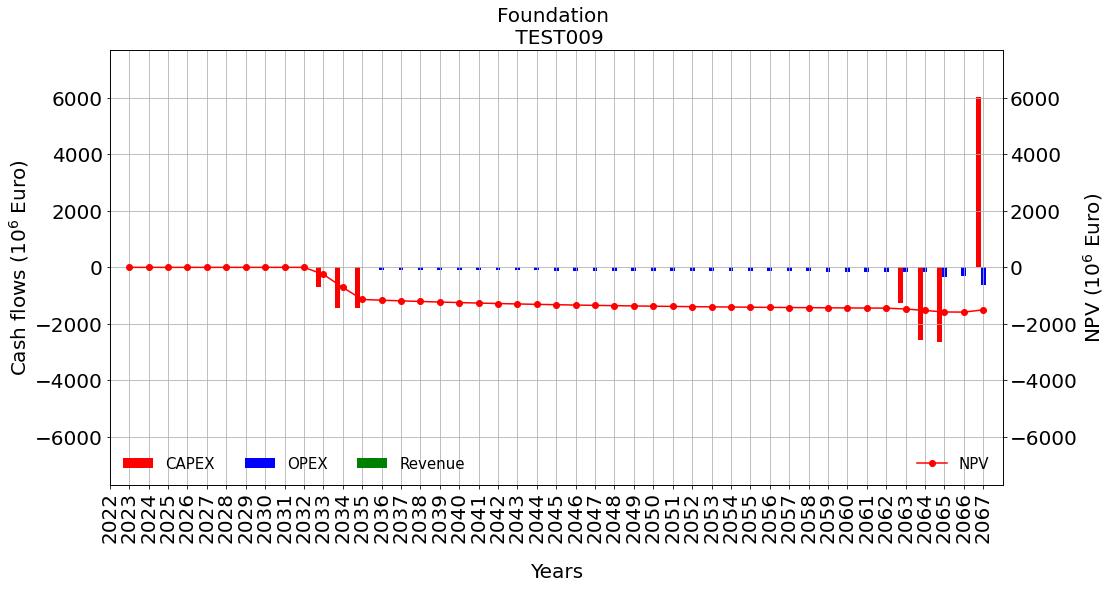 Foundation
TEST009
Cash flows (10⁶ Euro)
6000
4000
2000
0
−2000
−4000
−6000
6000
4000
2000
0
−2000
−4000
−6000
NPV (10⁶ Euro)
CAPEX OPEX Revenue NPV
2022 2023 2024 2025 2026 2027 2028 2029 2030 2031 2032 2033 2034 2035 2036 2037 2038 2039 2040 2041 2042 2043 2044 2045 2046 2047 2048 2049 2050 2051 2052 2053 2054 2055 2056 2057 2058 2059 2060 2061 2062 2063 2064 2065 2066 2067
Years